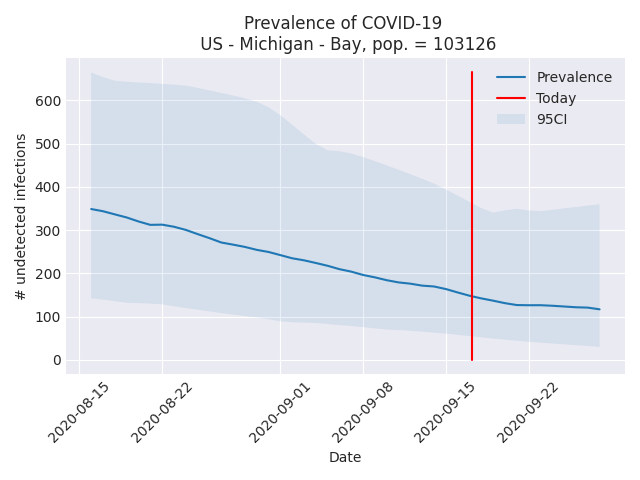 Prevalence of COVID-19
US - Michigan - Bay, pop. = 103126
Prevalence
Today
95CI
# undetected infections
600
500
400
300
200
100
0
2020-08-15
2020-08-22
2020-09-01
2020-09-08
2020-09-15
2020-09-22
Date